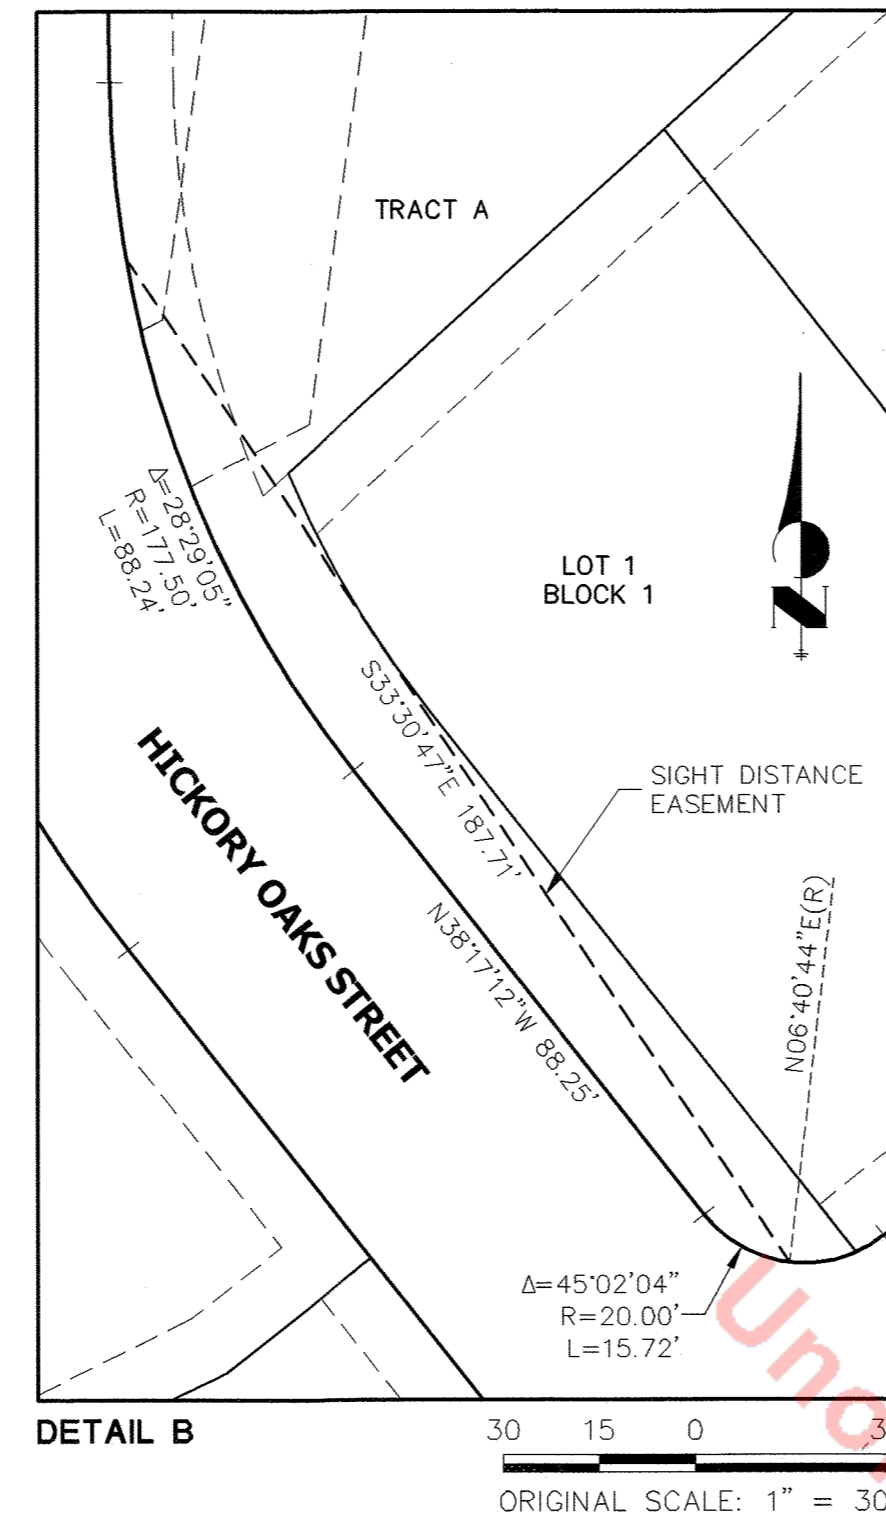 TRACT A
Δ=28°29'05"
R=177.50'
L=88.24'
LOT 1
BLOCK 1
N
S33°30'47"E 187.71'
SIGHT DISTANCE
EASEMENT
HICKORY OAKS STREET
N38°17'12"W 88.25'
N06°40'44"E(R)
Δ=45°02'04"
R=20.00'
L=15.72'
DETAIL B
30 15 0 3
ORIGINAL SCALE: 1" = 30
Uno